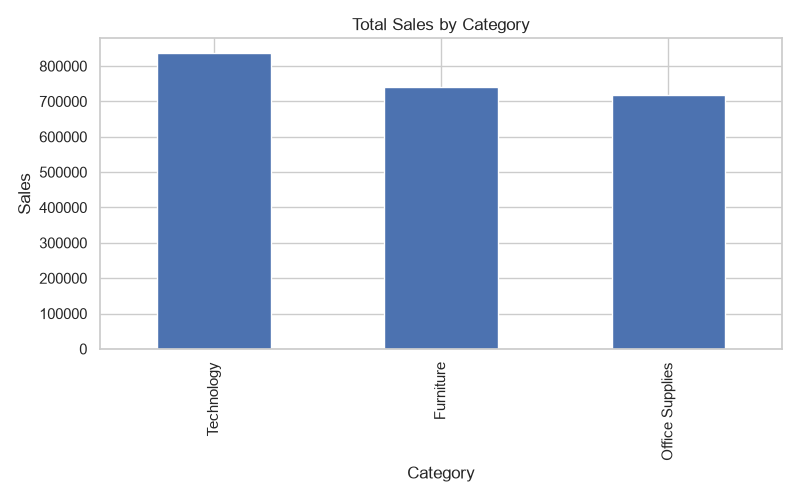 Total Sales by Category
Sales
800000
700000
600000
500000
400000
300000
200000
100000
0
Technology
Furniture
Office Supplies
Category